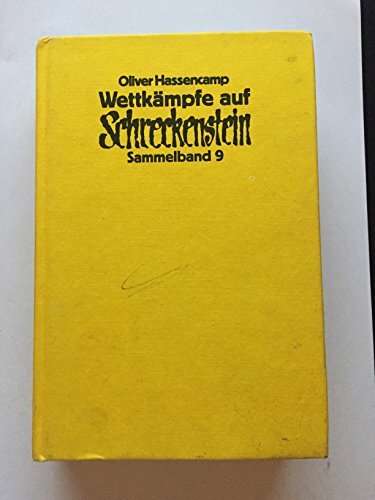 Oliver Hassencamp
Wettkämpfe auf
Schreckenstein
Sammelband 9